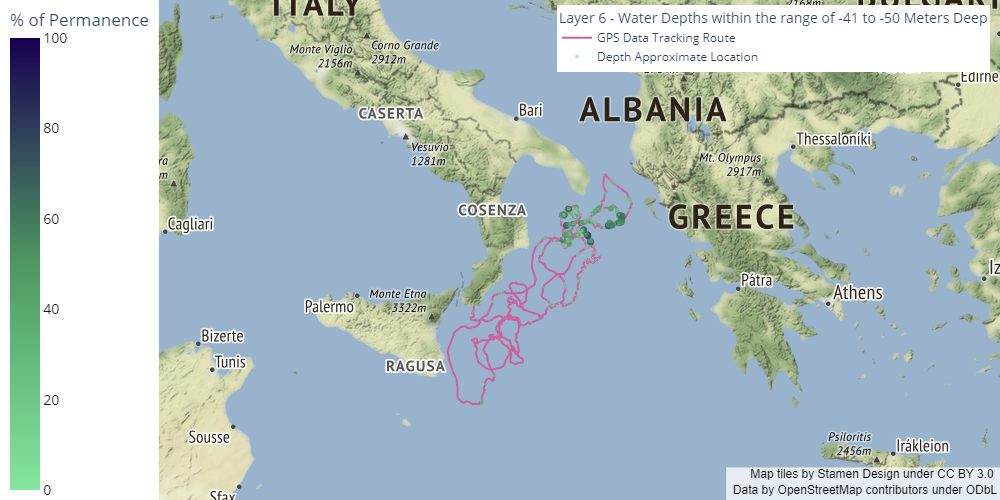 % of Permanence
100
80
60
40
20
0
Layer 6 - Water Depths within the range of -41 to -50 Meters Deep
GPS Data Tracking Route
Depth Approximate Location
ITALY
Monte Viglio
2156m
Corno Grande
2912m
CASERTA
Vesuvio
1281m
Bari
ALBANIA
Edirne
Thessaloníki
Mt. Olympus
2917m
COSENZA
GREECE
Cagliari
Palermo
Monte Etna
3322m
Pátra
Athens
Bizerte
Tunis
RAGUSA
Sousse
Sfax
Psiloritis
2456m
Irákleion
Map tiles by Stamen Design under CC BY 3.0
Data by OpenStreetMap contributors under ODbL